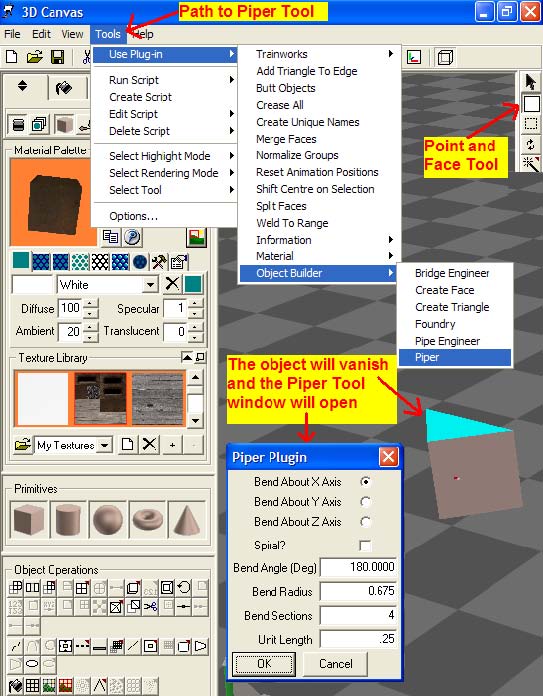 3D Canvas
Path to Piper Tool
File Edit View Tools Help
Use Plug-in
Run Script
Create Script
Edit Script
Delete Script
Select Highlight Mode
Select Rendering Mode
Select Tool
Options...
Trainworks
Add Triangle To Edge
Butt Objects
Crease All
Create Unique Names
Merge Faces
Normalize Groups
Reset Animation Positions
Shift Centre on Selection
Split Faces
Weld To Range
Information
Material
Object Builder
Bridge Engineer
Create Face
Create Triangle
Foundry
Pipe Engineer
Piper
Point and
Face Tool
Material Palette
White
Diffuse 100 Specular 1
Ambient 20 Translucent 0
Texture Library
My Textures
Primitives
Object Operations
The object will vanish
and the Piper Tool
window will open
Piper Plugin
Bend About X Axis
Bend About Y Axis
Bend About Z Axis
Spiral?
Bend Angle (Deg) 180.0000
Bend Radius 0.675
Bend Sections 4
Unit Length .25
OK Cancel